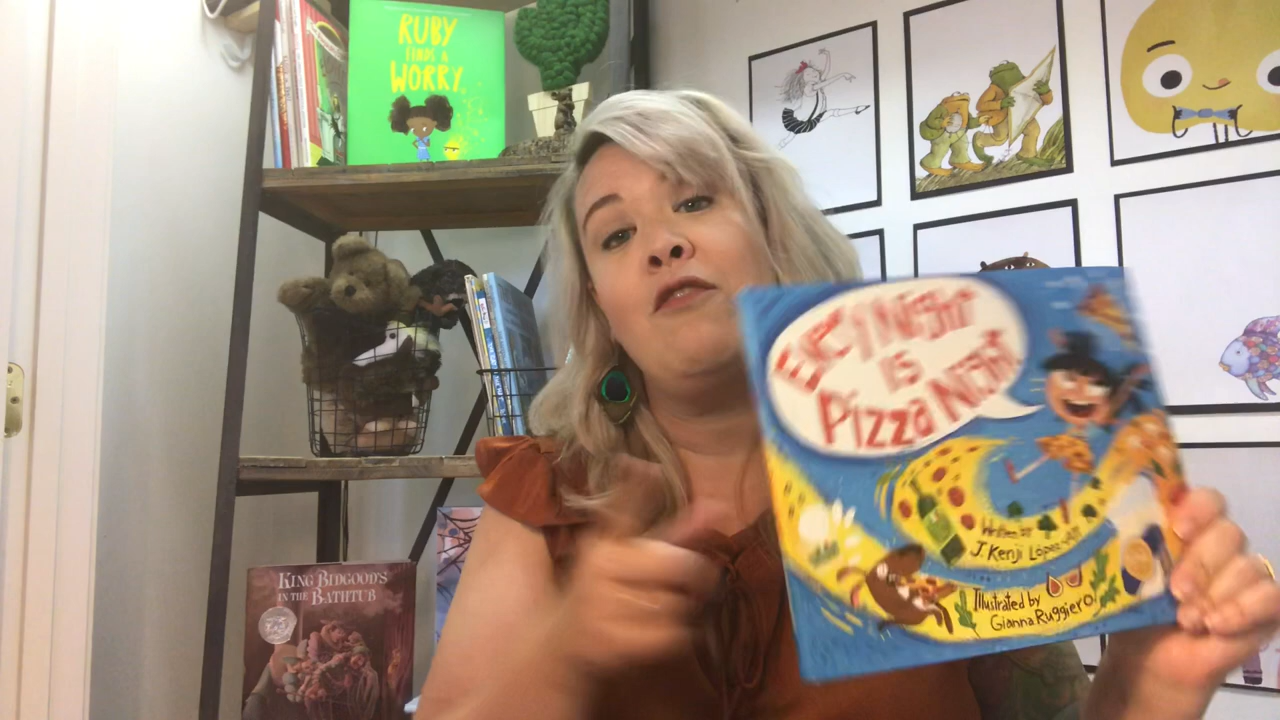 RUBY
FINDS A
WORRY
EVERY Night
is
Pizza Night
Written by
J. Kenji López-Alt
Illustrated by
Gianna Ruggiero
KING BIDGOOD'S
IN THE BATHTUB